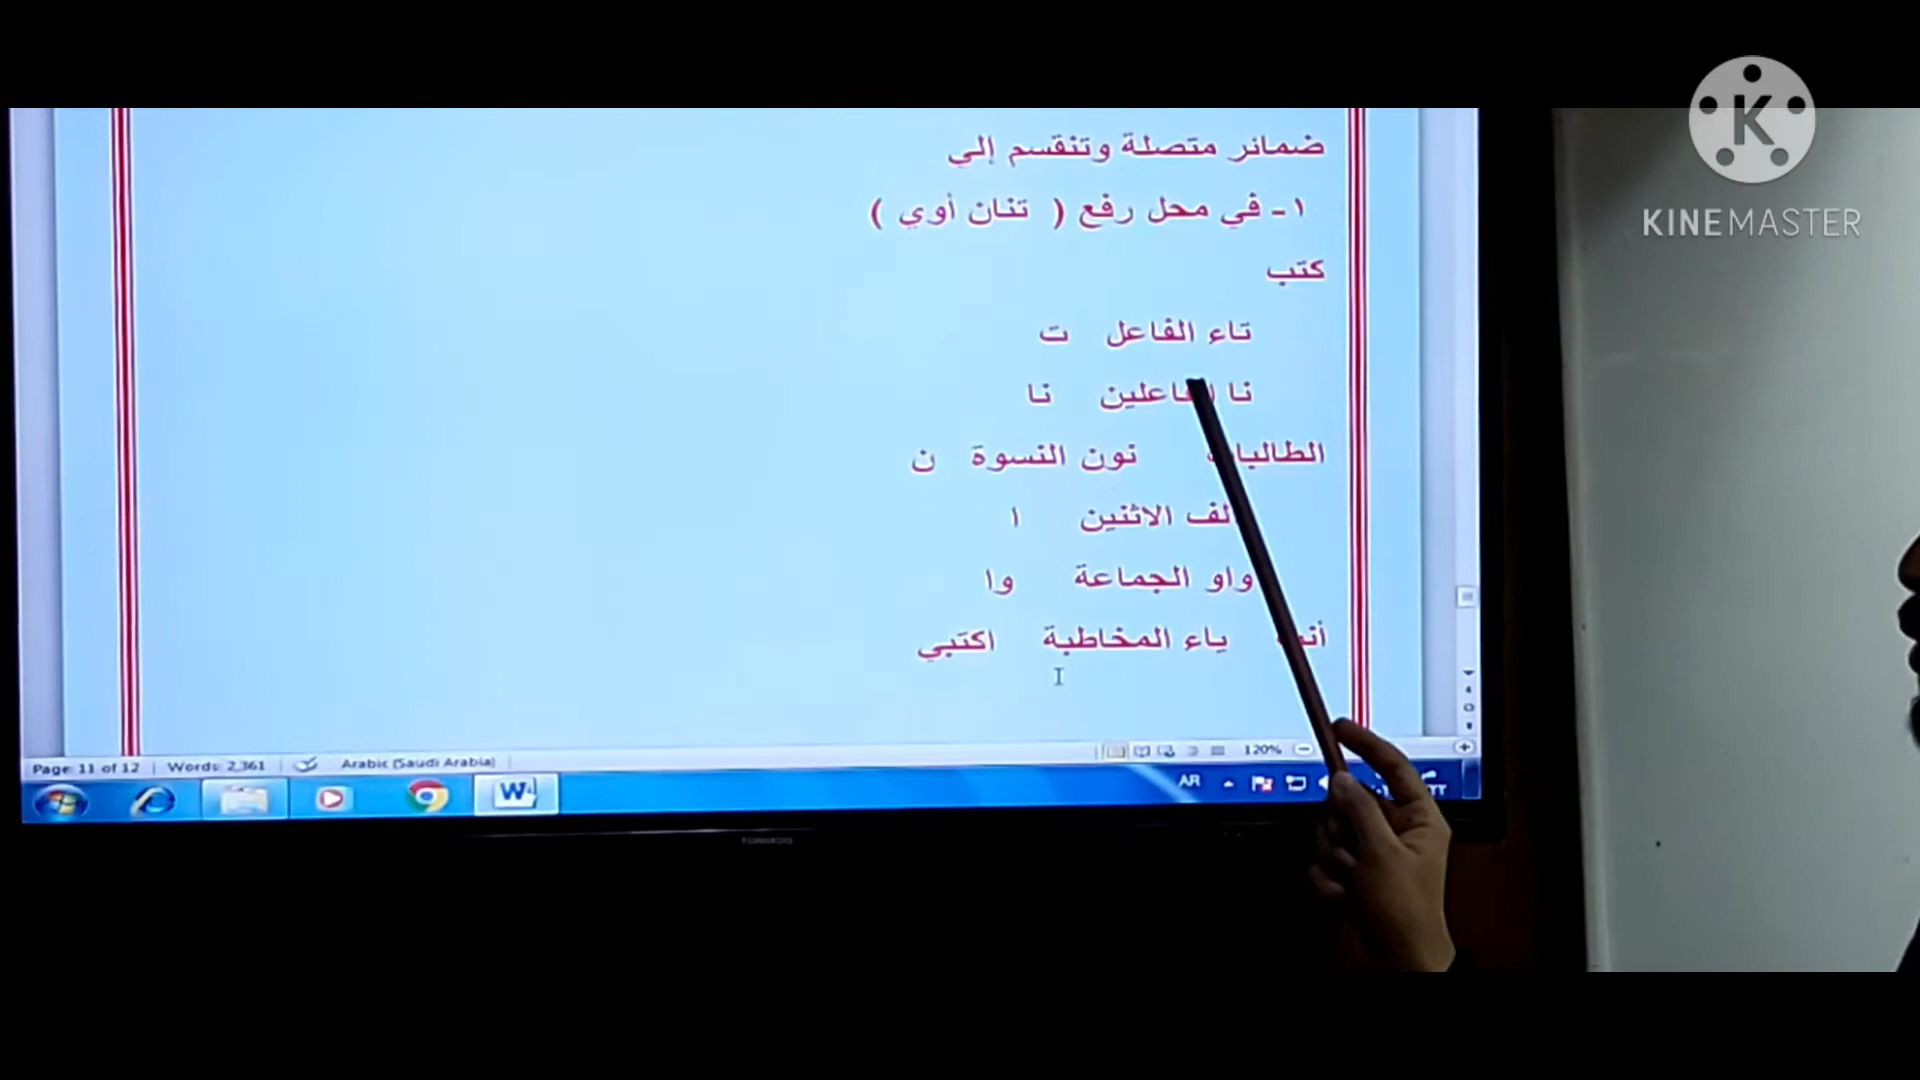 ضمائر متصلة وتنقسم إلى
١- في محل رفع ( تنان أوي )
كتب
تاء الفاعل ت
نا الفاعلين نا
نون النسوة ن
ألف الاثنين ا
واو الجماعة وا
ياء المخاطبة اكتبي
Page: 11 of 12 Words: 2,361 Arabic (Saudi Arabia) 120%
AR
K
KINEMASTER